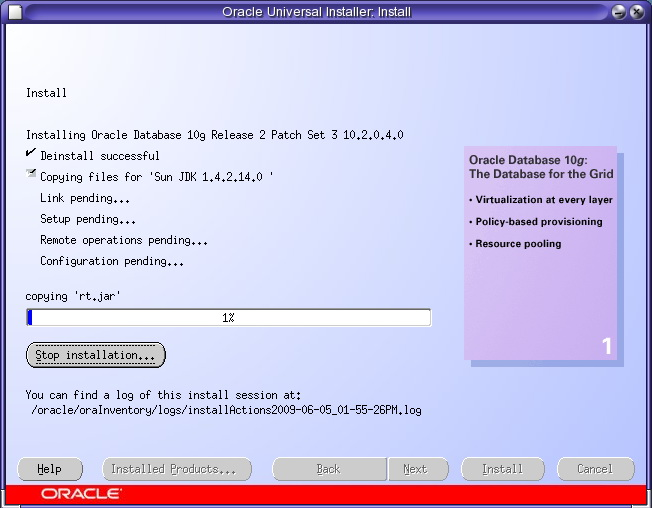 Oracle Universal Installer: Install
Install
Installing Oracle Database 10g Release 2 Patch Set 3 10.2.0.4.0
Deinstall successful
Copying files for 'Sun JDK 1.4.2.14.0 '
Link pending...
Setup pending...
Remote operations pending...
Configuration pending...
copying 'rt.jar'
1%
Stop installation...
You can find a log of this install session at:
/oracle/oraInventory/logs/installActions2009-06-05_01-55-26PM.log
Oracle Database 10g:
The Database for the Grid
• Virtualization at every layer
• Policy-based provisioning
• Resource pooling
1
Help
Installed Products...
Back
Next
Install
Cancel
ORACLE